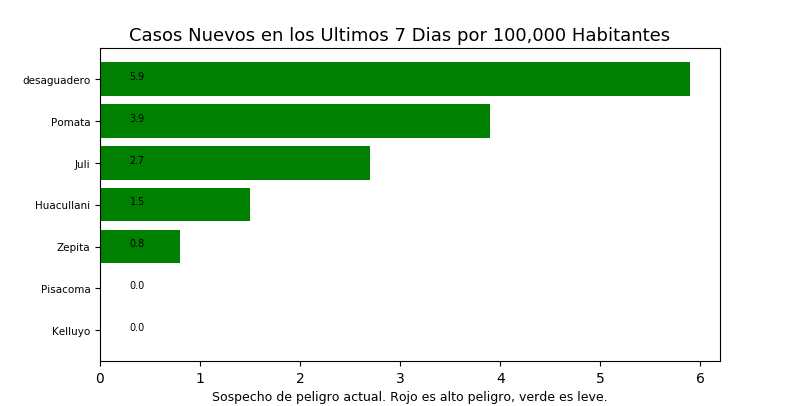 Casos Nuevos en los Ultimos 7 Dias por 100,000 Habitantes
desaguadero 5.9
Pomata 3.9
Juli 2.7
Huacullani 1.5
Zepita 0.8
Pisacoma 0.0
Kelluyo 0.0
0 1 2 3 4 5 6
Sospecho de peligro actual. Rojo es alto peligro, verde es leve.